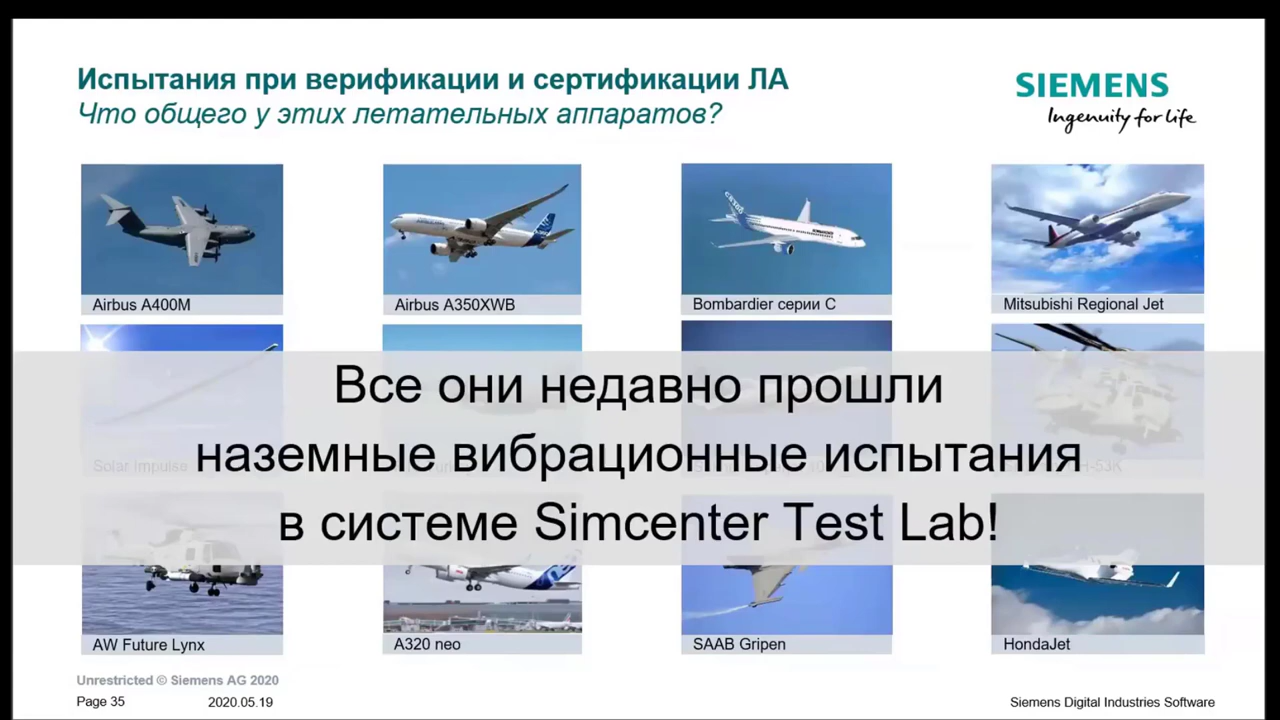 Испытания при верификации и сертификации ЛА
Что общего у этих летательных аппаратов?
SIEMENS
Ingenuity for life
Airbus A400M
Airbus A350XWB
Bombardier серии C
Mitsubishi Regional Jet
Все они недавно прошли
наземные вибрационные испытания
в системе Simcenter Test Lab!
Solar Impulse
AW Future Lynx
A320 neo
SAAB Gripen
HondaJet
Unrestricted © Siemens AG 2020
Page 35
2020.05.19
Siemens Digital Industries Software